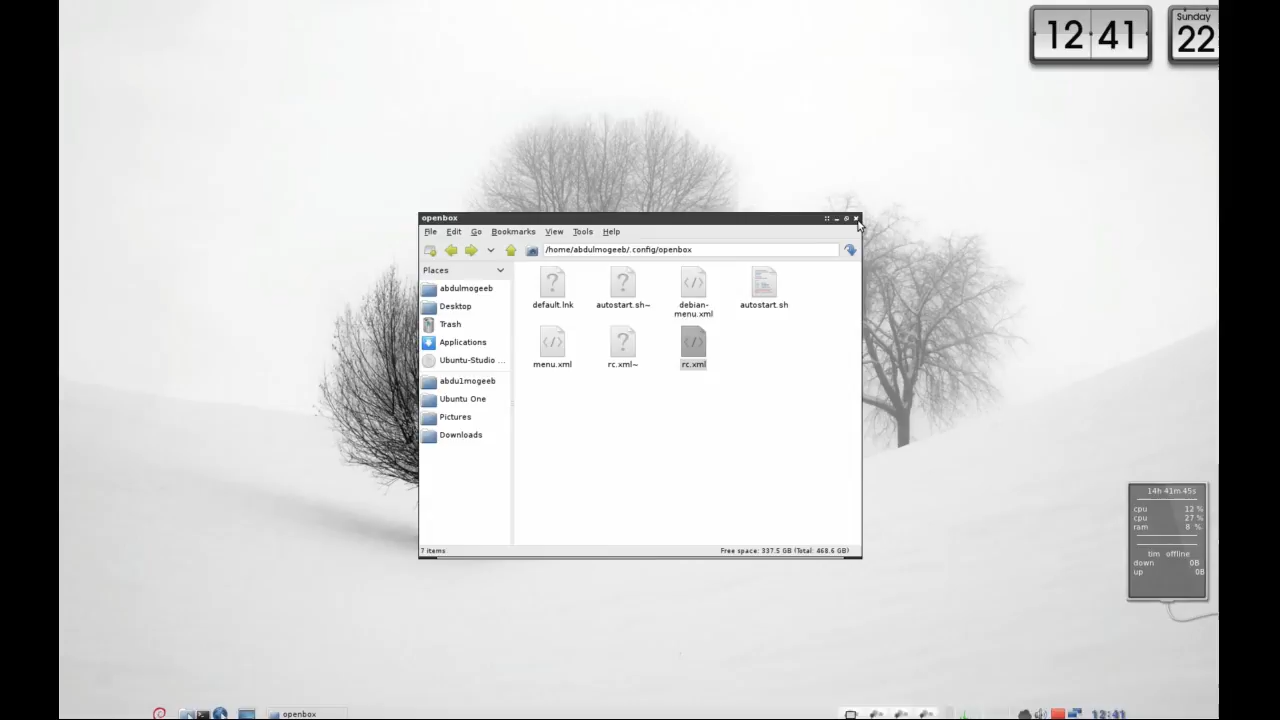 12 41
Sunday
22
openbox
File Edit Go Bookmarks View Tools Help
/home/abdulmogeeb/.config/openbox
Places
abdulmogeeb
Desktop
Trash
Applications
Ubuntu-Studio ...
abdu1mogeeb
Ubuntu One
Pictures
Downloads
default.lnk
autostart.sh~
debian-
menu.xml
autostart.sh
menu.xml
rc.xml~
rc.xml
7 items
Free space: 337.5 GB (Total: 468.6 GB)
14h 41m 45s
cpu 12 %
cpu 27 %
ram 8 %
tim offline
down 0B
up 0B
openbox
12:41